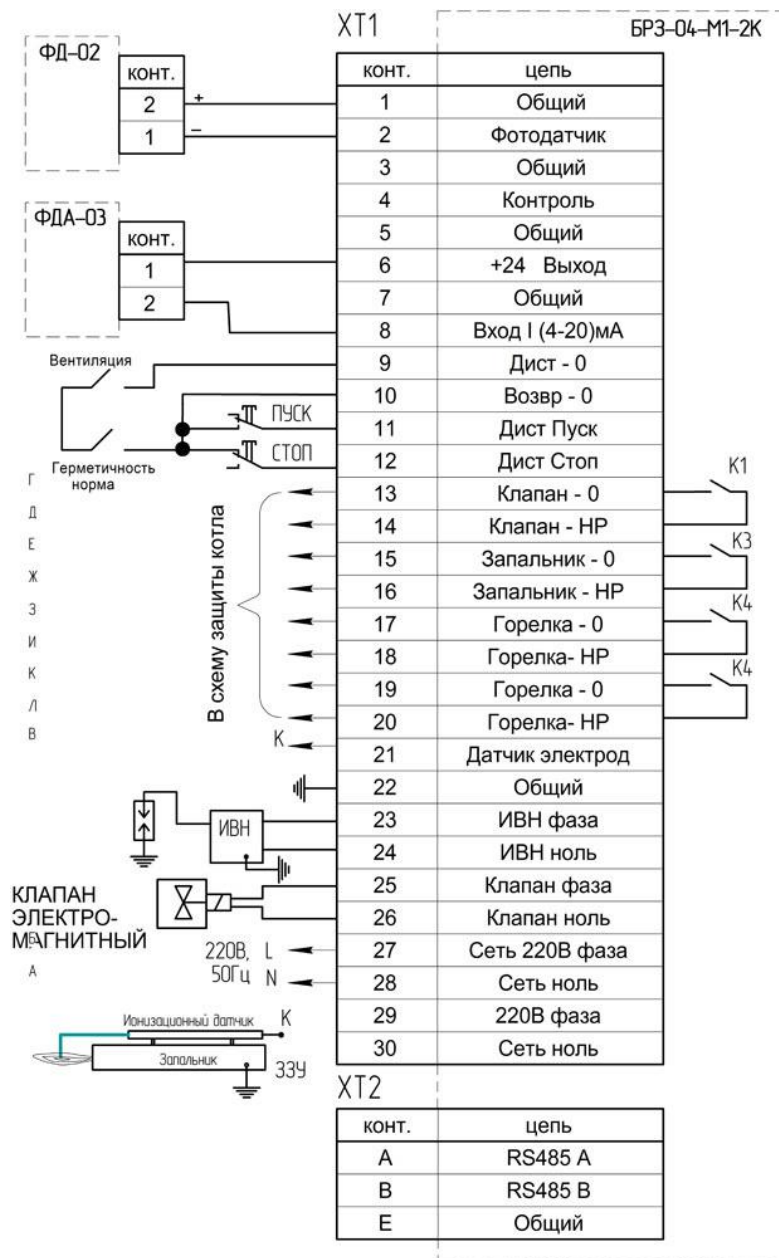 XT1
БРЗ-04-М1-2К
ФД-02
конт.
2 +
1 –
ФДА-03
конт.
1
2
Вентиляция
Герметичность
норма
ПУСК
СТОП
Г
Д
Е
Ж
З
И
К
Л
В
Б
А
В схему защиты котла
К
ИВН
КЛАПАН
ЭЛЕКТРО-
МАГНИТНЫЙ
220В, L
50Гц N
Ионизационный датчик К
Запальник
ЗЗУ
конт. цепь
1 Общий
2 Фотодатчик
3 Общий
4 Контроль
5 Общий
6 +24 Выход
7 Общий
8 Вход I (4-20)мА
9 Дист - 0
10 Возвр - 0
11 Дист Пуск
12 Дист Стоп
13 Клапан - 0
14 Клапан - НР
15 Запальник - 0
16 Запальник - НР
17 Горелка - 0
18 Горелка- НР
19 Горелка - 0
20 Горелка- НР
21 Датчик электрод
22 Общий
23 ИВН фаза
24 ИВН ноль
25 Клапан фаза
26 Клапан ноль
27 Сеть 220В фаза
28 Сеть ноль
29 220В фаза
30 Сеть ноль
К1
К3
К4
К4
XT2
конт. цепь
А RS485 A
В RS485 B
Е Общий